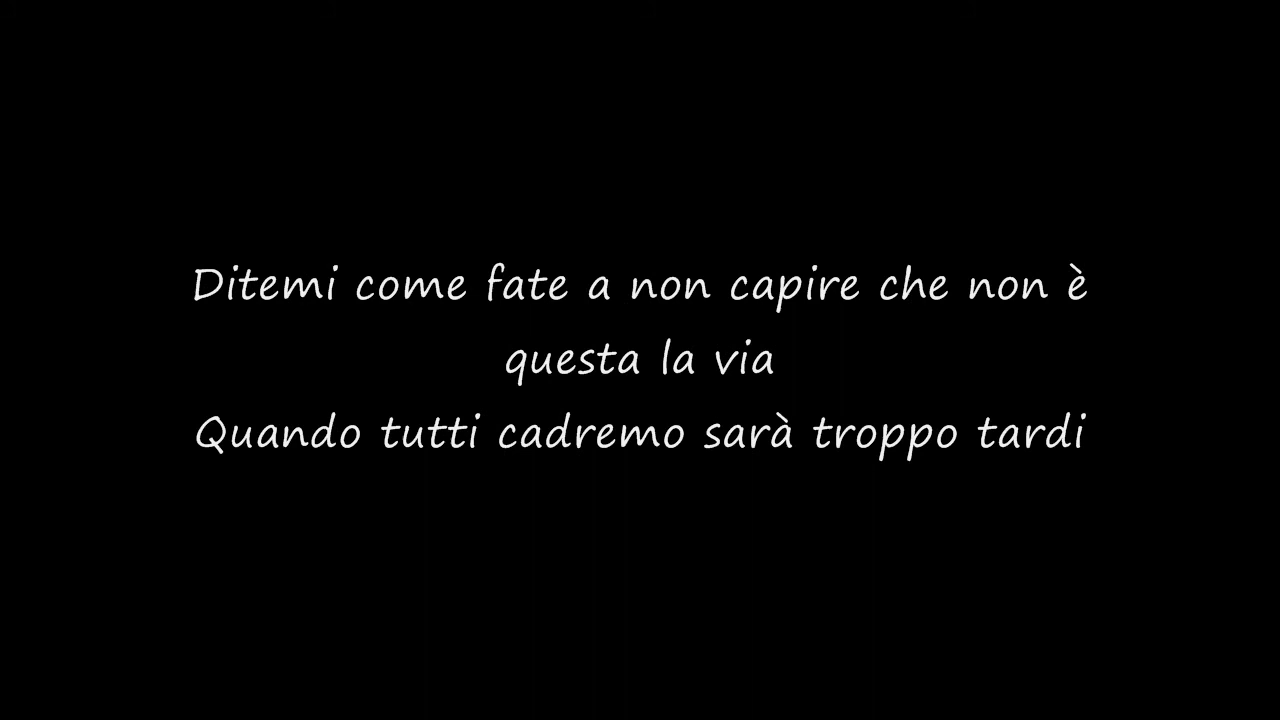 Ditemi come fate a non capire che non è
questa la via
Quando tutti cadremo sarà troppo tardi